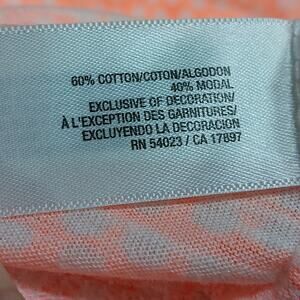 60% COTTON/COTON/ALGODON
40% MODAL
EXCLUSIVE OF DECORATION/
À L'EXCEPTION DES GARNITURES/
EXCLUYENDO LA DECORACION
RN 54023 / CA 17897